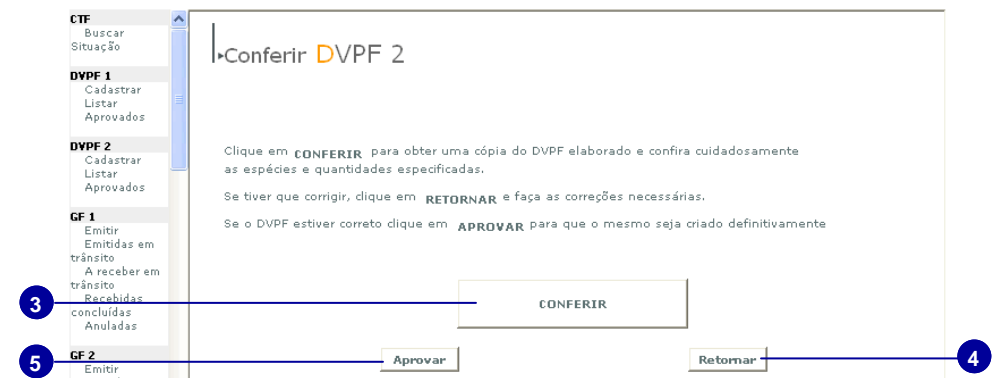 CTF
Buscar
Situação
DVPF 1
Cadastrar
Listar
Aprovados
DVPF 2
Cadastrar
Listar
Aprovados
GF 1
Emitir
Emitidas em
trânsito
A receber em
trânsito
Recebidas
concluídas
Anuladas
GF 2
Emitir
Conferir DVPF 2
Clique em CONFERIR para obter uma cópia do DVPF elaborado e confira cuidadosamente
as espécies e quantidades especificadas.
Se tiver que corrigir, clique em RETORNAR e faça as correções necessárias.
Se o DVPF estiver correto clique em APROVAR para que o mesmo seja criado definitivamente
3
CONFERIR
5
Aprovar
Retornar
4